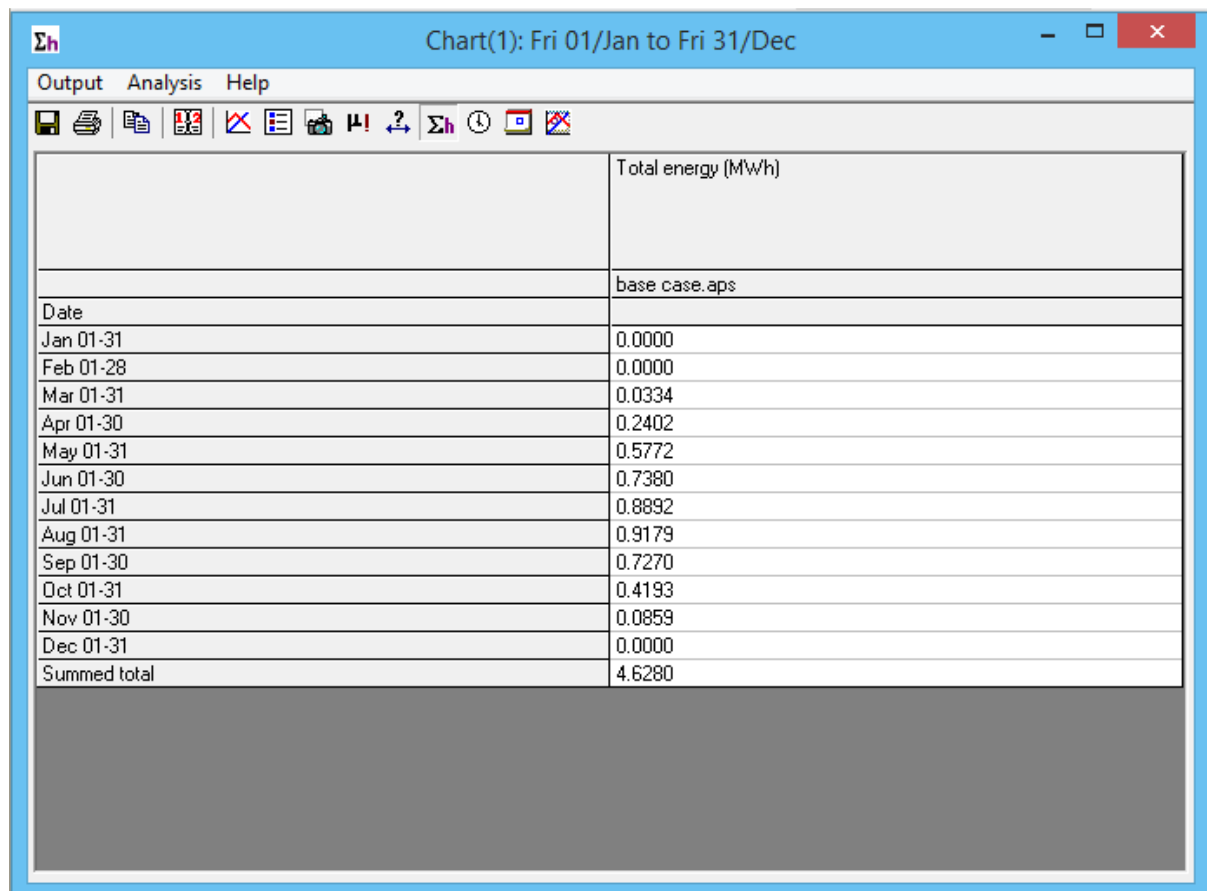 Σh Chart(1): Fri 01/Jan to Fri 31/Dec
Output Analysis Help
μ! ? Σh
Total energy (MWh)
base case.aps
Date
Jan 01-31 0.0000
Feb 01-28 0.0000
Mar 01-31 0.0334
Apr 01-30 0.2402
May 01-31 0.5772
Jun 01-30 0.7380
Jul 01-31 0.8892
Aug 01-31 0.9179
Sep 01-30 0.7270
Oct 01-31 0.4193
Nov 01-30 0.0859
Dec 01-31 0.0000
Summed total 4.6280